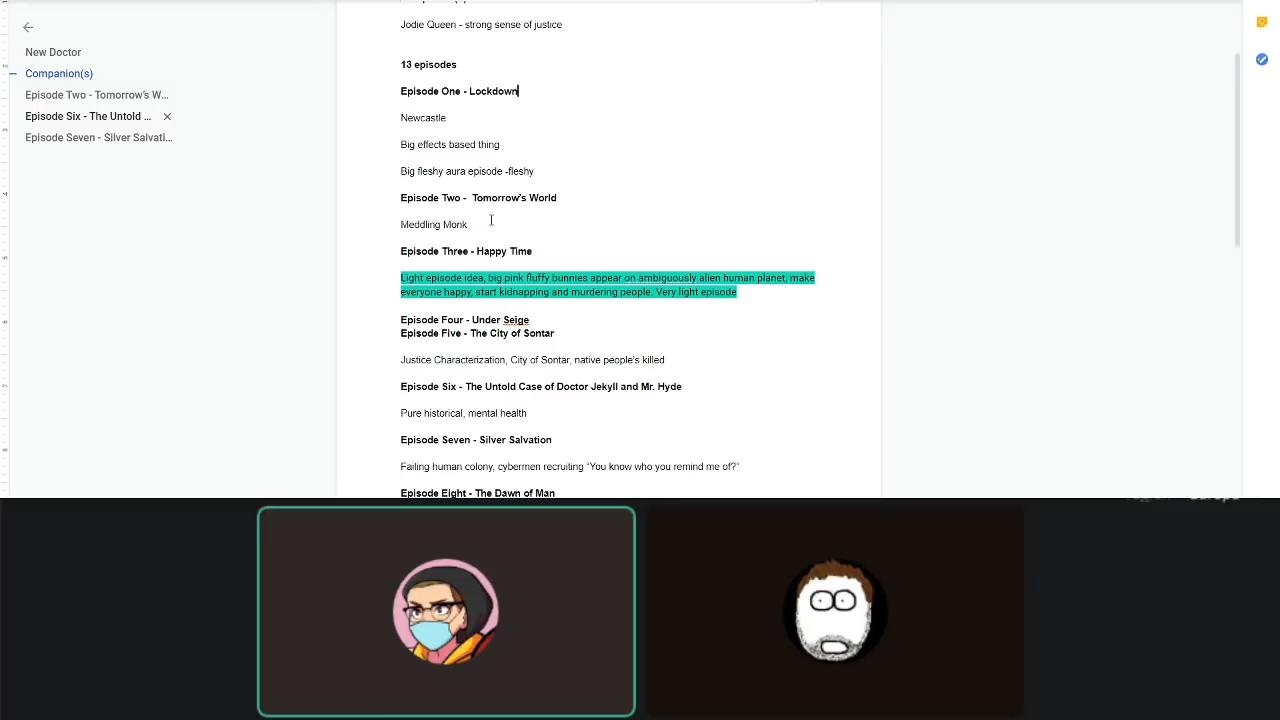 New Doctor
Companion(s)
Episode Two - Tomorrow's W...
Episode Six - The Untold ...
Episode Seven - Silver Salvati...
Jodie Queen - strong sense of justice
13 episodes
Episode One - Lockdown
Newcastle
Big effects based thing
Big fleshy aura episode -fleshy
Episode Two - Tomorrow's World
Meddling Monk
Episode Three - Happy Time
Light episode idea, big pink fluffy bunnies appear on ambiguously alien human planet, make
everyone happy, start kidnapping and murdering people. Very light episode
Episode Four - Under Seige
Episode Five - The City of Sontar
Justice Characterization, City of Sontar, native people's killed
Episode Six - The Untold Case of Doctor Jekyll and Mr. Hyde
Pure historical, mental health
Episode Seven - Silver Salvation
Failing human colony, cybermen recruiting "You know who you remind me of?"
Episode Eight - The Dawn of Man